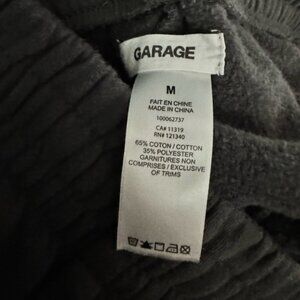 GARAGE
M
FAIT EN CHINE
MADE IN CHINA
100062737
CA# 11319
RN# 121340
65% COTON / COTTON
35% POLYESTER
GARNITURES NON
COMPRISES / EXCLUSIVE
OF TRIMS